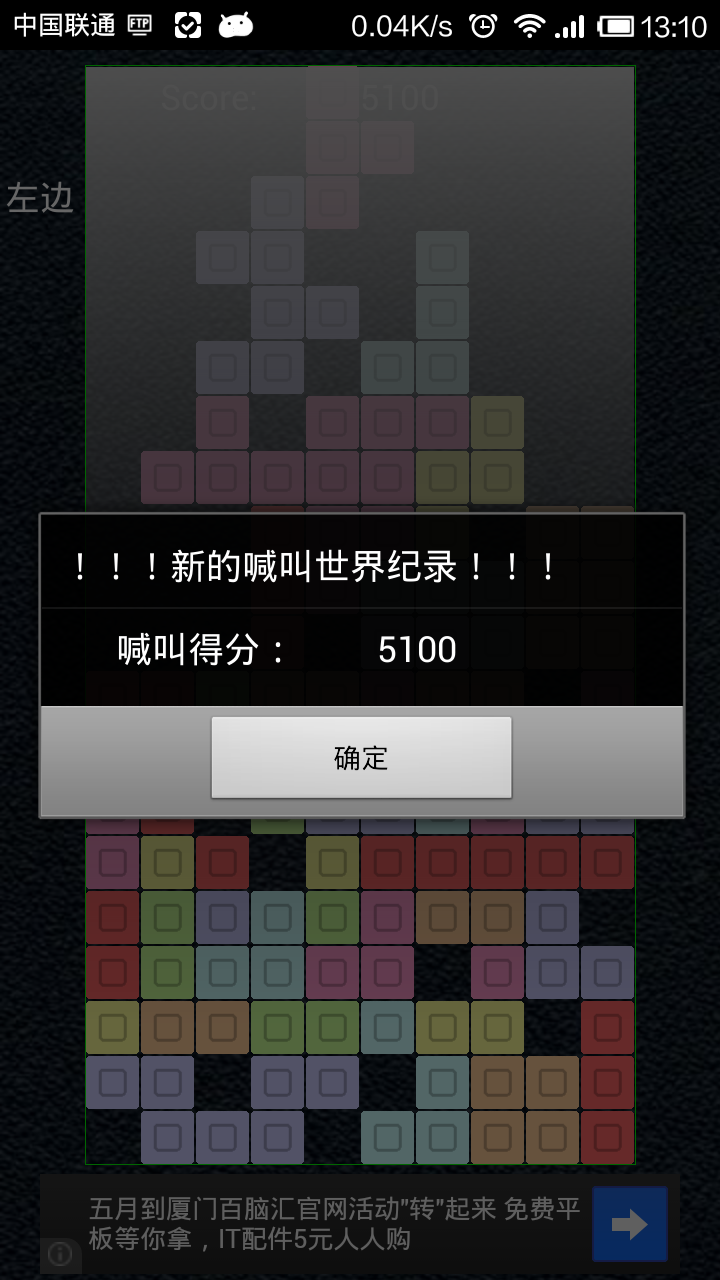 中国联通 FTP 0.04K/s 13:10
Score: 5100
左边
！！！新的喊叫世界纪录！！！
喊叫得分： 5100
确定
五月到厦门百脑汇官网活动"转"起来 免费平
板等你拿，IT配件5元人人购